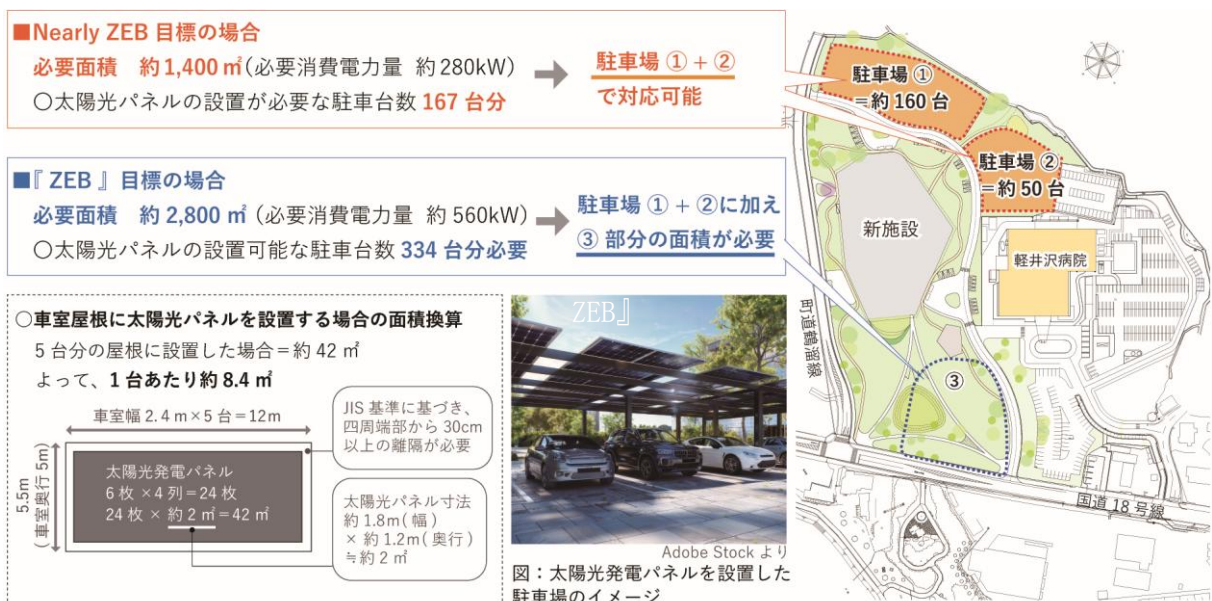 ■Nearly ZEB 目標の場合
必要面積 約1,400 ㎡(必要消費電力量 約280kW)
○太陽光パネルの設置が必要な駐車台数 167 台分
駐車場 ① + ②
で対応可能
■『 ZEB 』目標の場合
必要面積 約 2,800 ㎡ (必要消費電力量 約 560kW)
○太陽光パネルの設置可能な駐車台数 334 台分必要
駐車場 ① + ②に加え
③ 部分の面積が必要
○車室屋根に太陽光パネルを設置する場合の面積換算
5 台分の屋根に設置した場合=約 42 ㎡
よって、1 台あたり約 8.4 ㎡
車室幅 2.4 m×5 台=12m
5.5m
(車室奥行 5m)
太陽光発電パネル
6 枚 ×4 列=24 枚
24 枚 × 約 2 ㎡=42 ㎡
JIS 基準に基づき、
四周端部から 30cm
以上の離隔が必要
太陽光パネル寸法
約 1.8m( 幅 )
× 約 1.2m( 奥行 )
≒約 2 ㎡
ZEB』
Adobe Stock より
図:太陽光発電パネルを設置した
駐車場のイメージ
駐車場 ①
=約 160 台
駐車場 ②
=約 50 台
新施設
軽井沢病院
町道鶴溜線
③
国道 18 号線